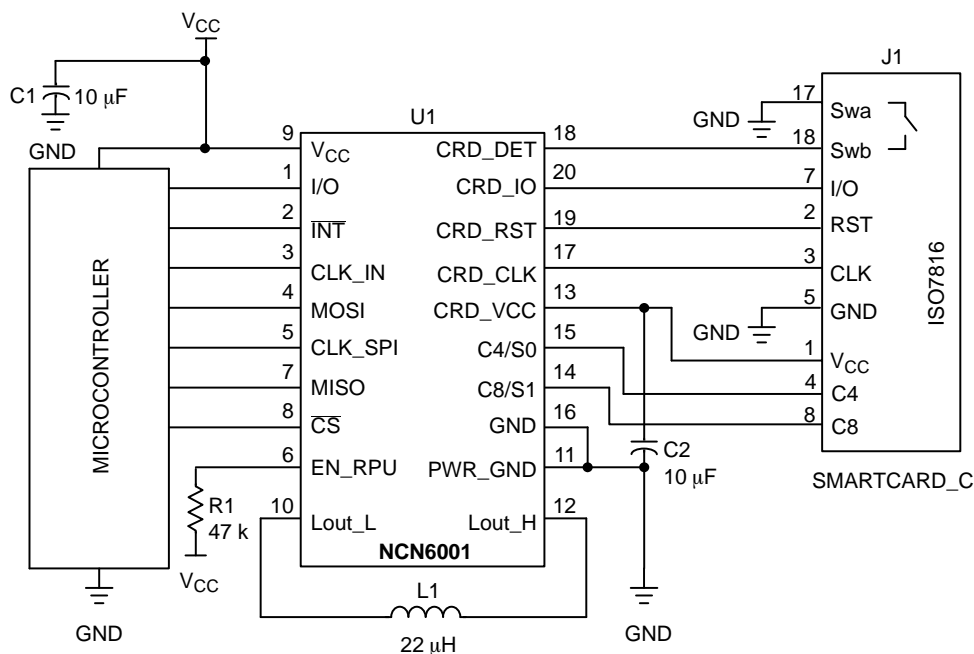 VCC
J1
C1 10 μF
17
GND
Swa
U1
GND
9
18
18
VCC
CRD_DET
Swb
1
20
7
I/O
CRD_IO
I/O
2
19
2
INT
CRD_RST
RST
3
17
3
CLK_IN
CRD_CLK
CLK
4
13
5
MOSI
CRD_VCC
GND
GND
5
15
1
CLK_SPI
C4/S0
VCC
7
14
4
MISO
C8/S1
C4
8
16
8
CS
GND
C8
MICROCONTROLLER
ISO7816
6
11
C2
10 μF
EN_RPU
PWR_GND
SMARTCARD_C
R1
47 k
10
12
Lout_L
Lout_H
NCN6001
VCC
L1
GND
22 μH
GND